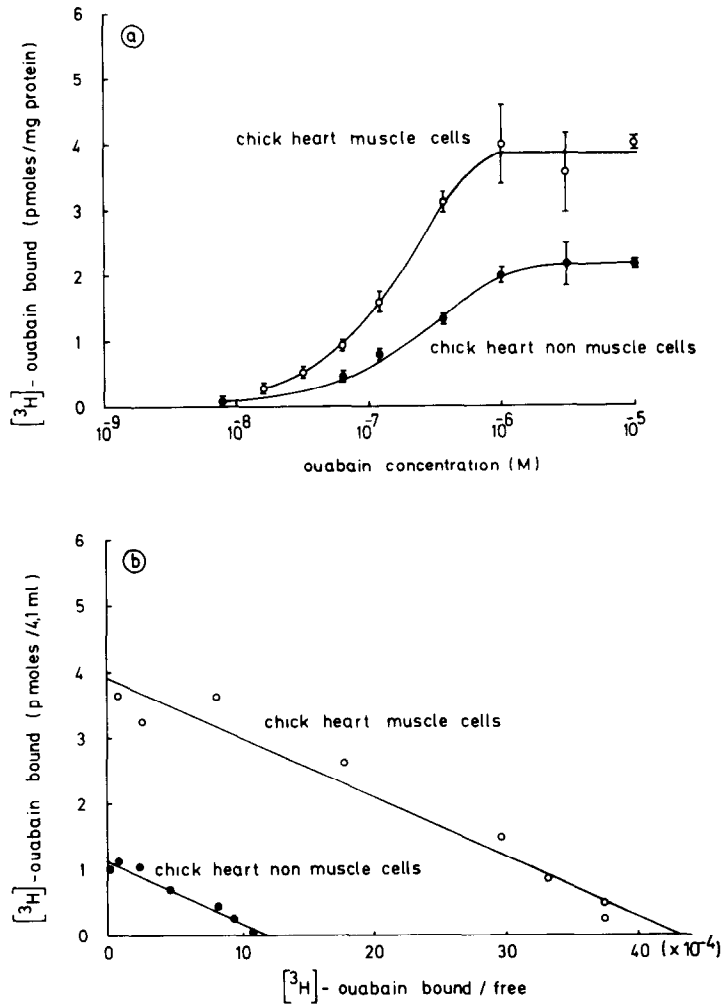 a
[³H]- ouabain bound (pmoles/mg protein)
6
5
4
3
2
1
0
chick heart muscle cells
chick heart non muscle cells
10⁻⁹
10⁻⁸
10⁻⁷
10⁻⁶
10⁻⁵
ouabain concentration (M)
b
[³H]- ouabain bound (pmoles /4,1 ml)
6
5
4
3
2
1
0
chick heart muscle cells
chick heart non muscle cells
0
10
20
30
40
(×10⁻⁴)
[³H]- ouabain bound / free